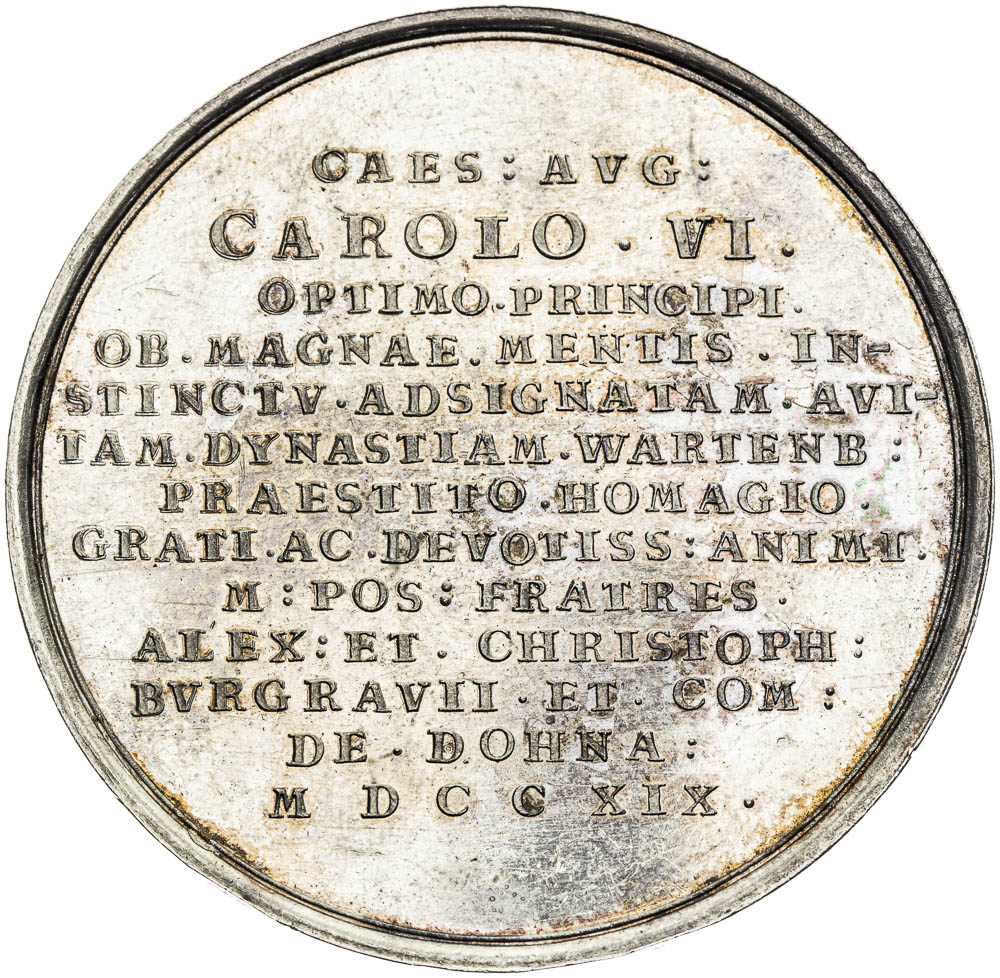 CAES : AVG :
CAROLO . VI .
OPTIMO . PRINCIPI .
OB . MAGNAE . MENTIS . IN-
STINCTV . ADSIGNATAM . AVI-
TAM . DYNASTIAM . WARTENB :
PRAESTITO . HOMAGIO .
GRATI . AC . DEVOTISS : ANIMI .
M : POS : FRATRES .
ALEX : ET . CHRISTOPH :
BVRGRAVII . ET . COM :
DE . DOHNA :
M D C C XIX .